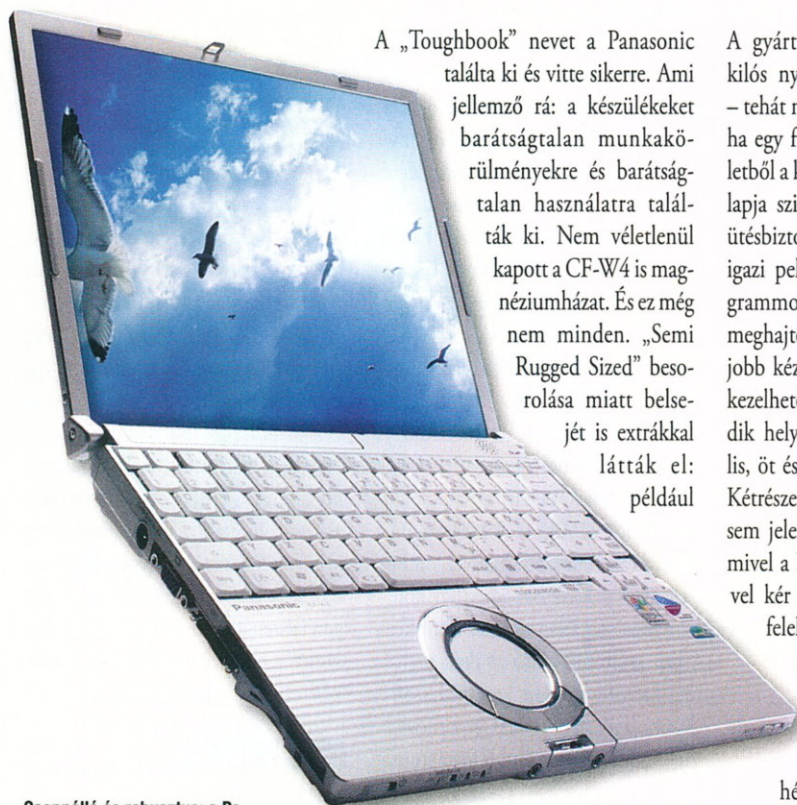 A „Toughbook” nevet a Panasonic
találta ki és vitte sikerre. Ami
jellemző rá: a készülékeket
barátságtalan munkakö-
rülményekre és barátság-
talan használatra talál-
ták ki. Nem véletlenül
kapott a CF-W4 is mag-
néziumházat. És ez még
nem minden. „Semi
Rugged Sized” beso-
rolása miatt belse-
jét is extrákkal
látták el:
például
A gyárt
kilós ny
– tehát
ha egy f
letből a
lapja szi
ütésbizto
igazi pel
grammo
meghajt
jobb kéz
kezelhet
dik hely
lis, öt és
Kétrésze
sem jele
mivel a
vel kér
felel
hé
Panasonic